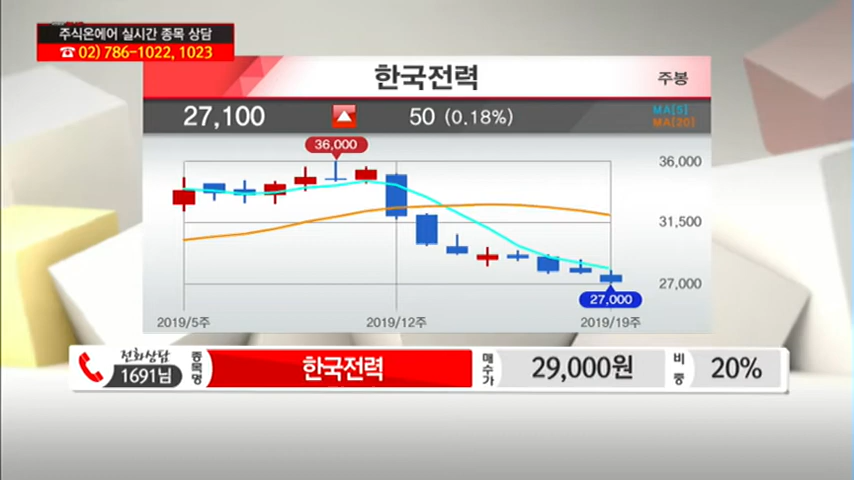 주식온에어 실시간 종목 상담
☎ 02) 786-1022, 1023
한국전력
주봉
27,100 ▲ 50 (0.18%)
MA[5]
MA[20]
36,000
36,000
31,500
27,000
27,000
2019/5주 2019/12주 2019/19주
전화상담
1691님
종목명
한국전력
매수가
29,000원
비중
20%